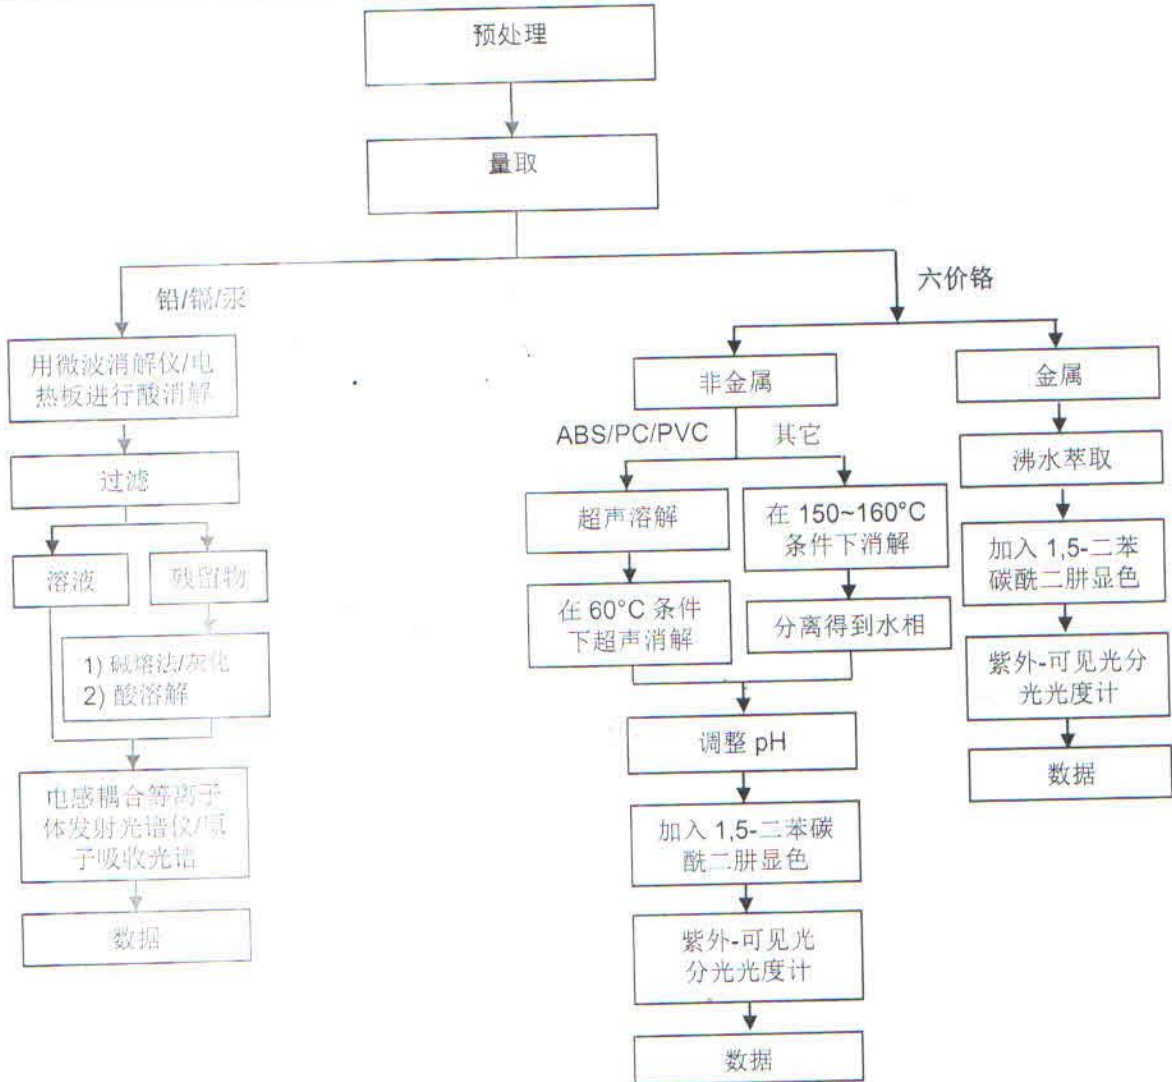 预处理
量取
铅/镉/汞
用微波消解仪/电
热板进行酸消解
过滤
溶液
残留物
1) 碱熔法/灰化
2) 酸溶解
电感耦合等离子
体发射光谱仪/原
子吸收光谱
数据
六价铬
非金属
ABS/PC/PVC
其它
超声溶解
在 60°C 条件
下超声消解
在 150~160°C
条件下消解
分离得到水相
调整 pH
加入 1,5-二苯碳
酰二肼显色
紫外-可见光
分光光度计
数据
金属
沸水萃取
加入 1,5-二苯
碳酰二肼显色
紫外-可见光分
光光度计
数据